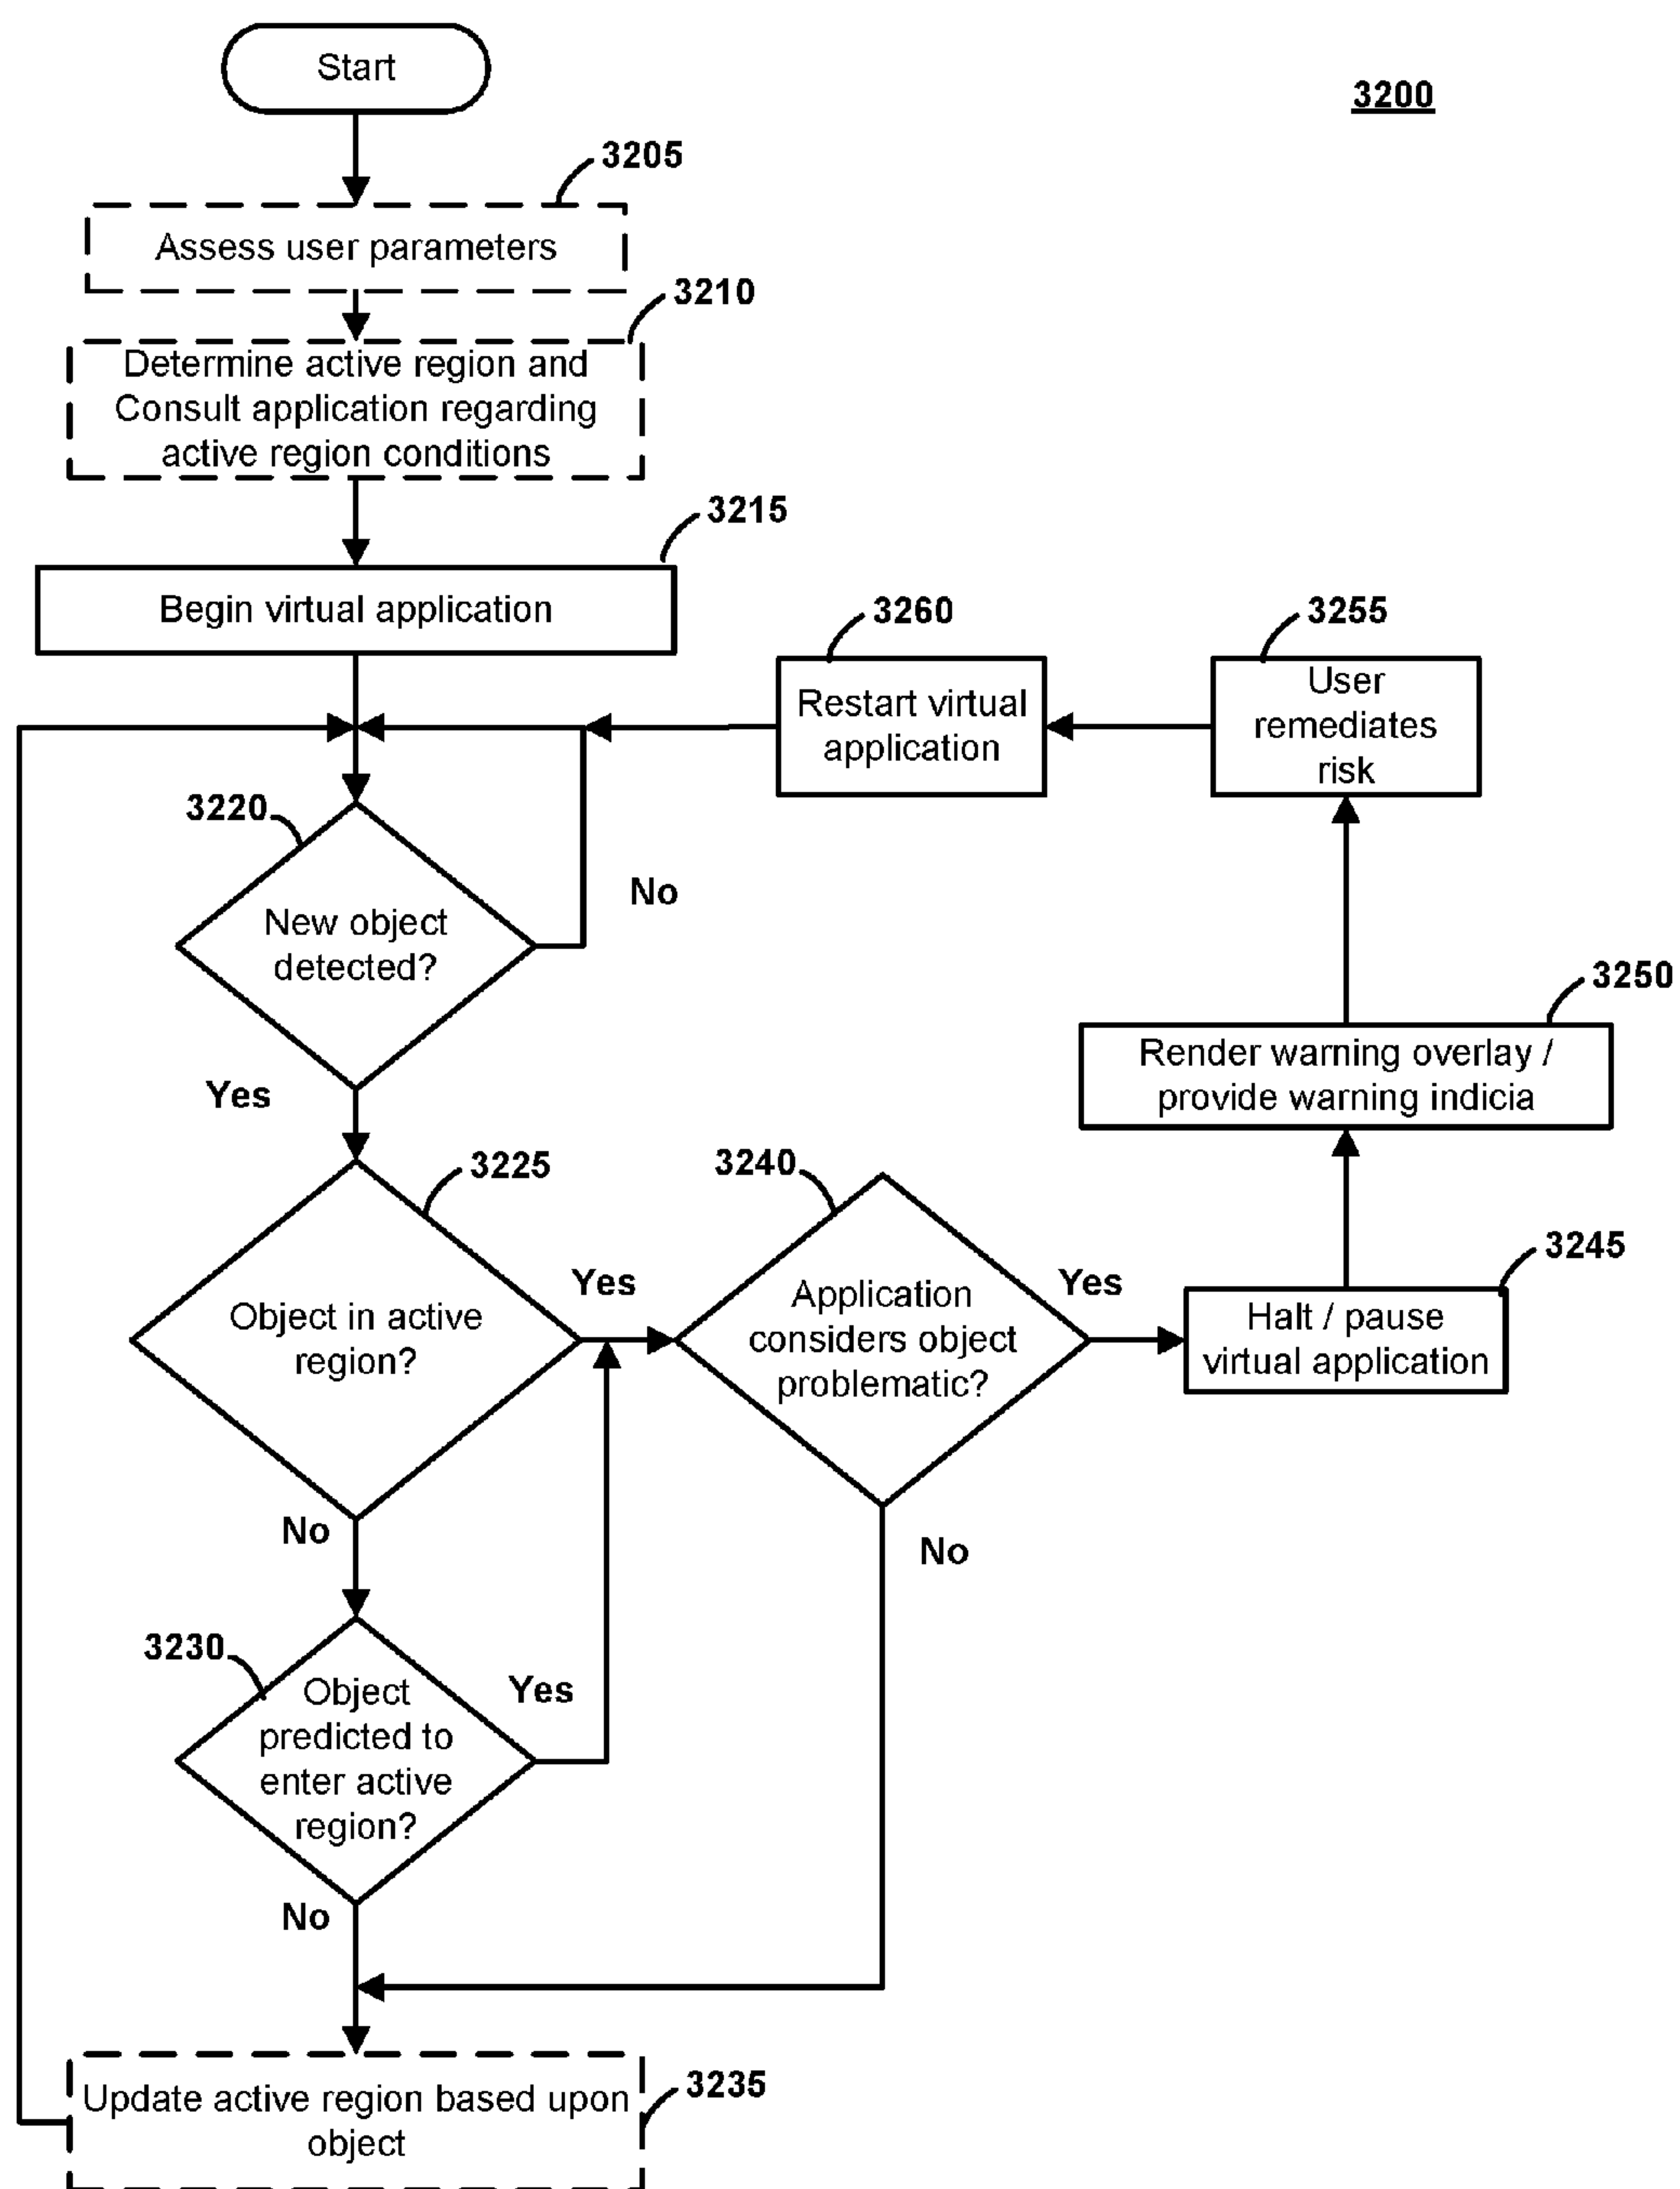 Start
3200
3205
Assess user parameters
3210
Determine active region and
Consult application regarding
active region conditions
3215
Begin virtual application
3260
Restart virtual
application
3255
User
remediates
risk
3220
New object
detected?
No
Yes
3250
Render warning overlay /
provide warning indicia
3225
Object in active
region?
Yes
No
3240
Application
considers object
problematic?
Yes
No
3245
Halt / pause
virtual application
3230
Object
predicted to
enter active
region?
Yes
No
3235
Update active region based upon
object